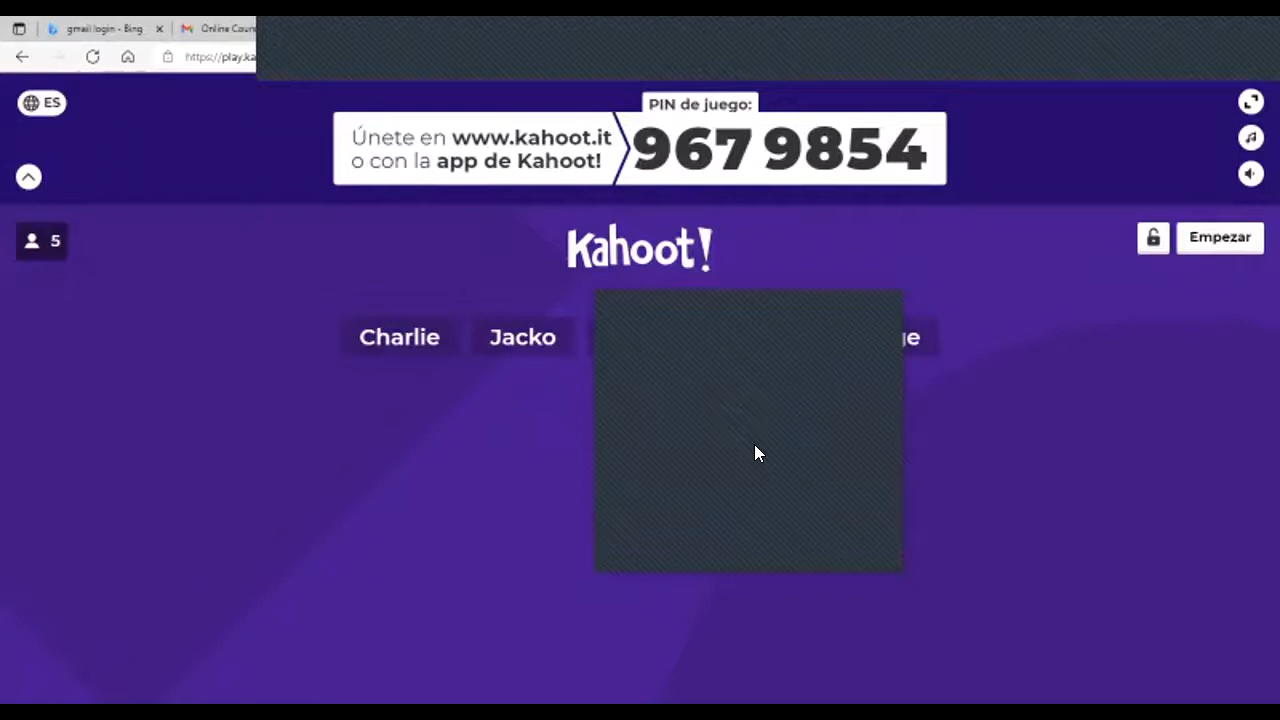 gmail login - Bing
Online Coun
https://play.ka
ES
PIN de juego:
Únete en www.kahoot.it
o con la app de Kahoot!
967 9854
5
Kahoot!
Empezar
Charlie
Jacko
ge